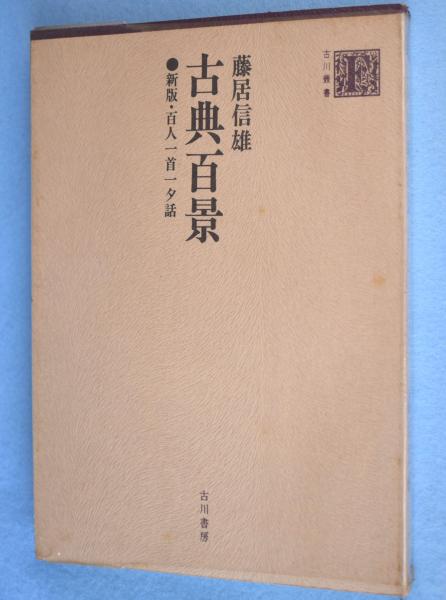 古川叢書
F
藤居信雄
古典百景
●新版・百人一首一夕話
古川書房